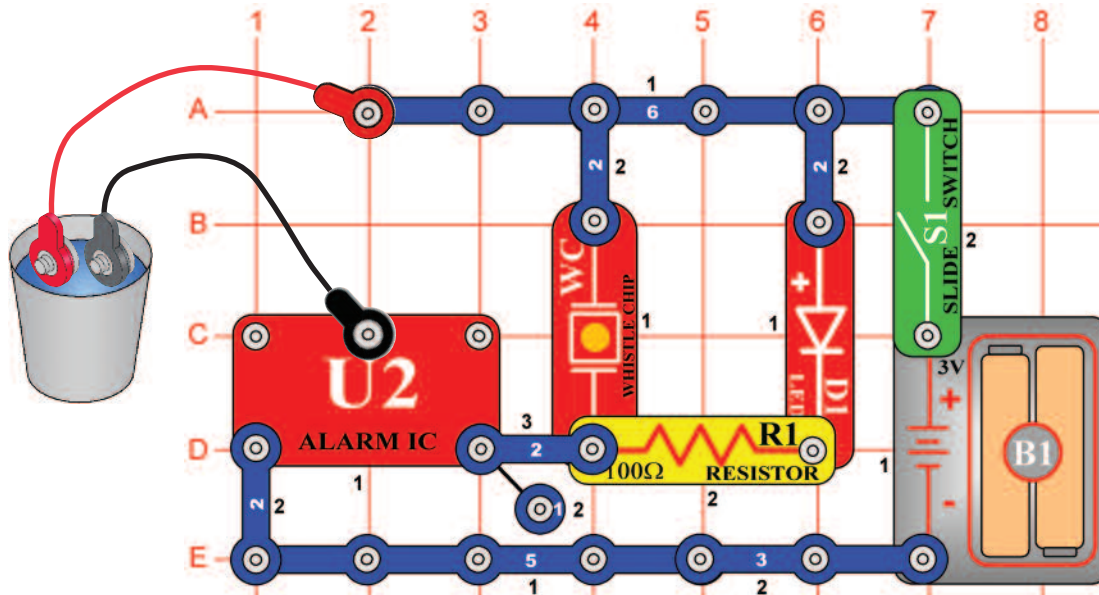 1 2 3 4 5 6 7 8
A
1
6
2
2
2
2
SLIDE SWITCH
S1
2
B
WC
WHISTLE CHIP
1
+
1
D1
LED
C
U2
ALARM IC
1
3V
+
B1
-
1
D
3
2
R1
100Ω
RESISTOR
2
1
2
2
2
E
5
1
3
2